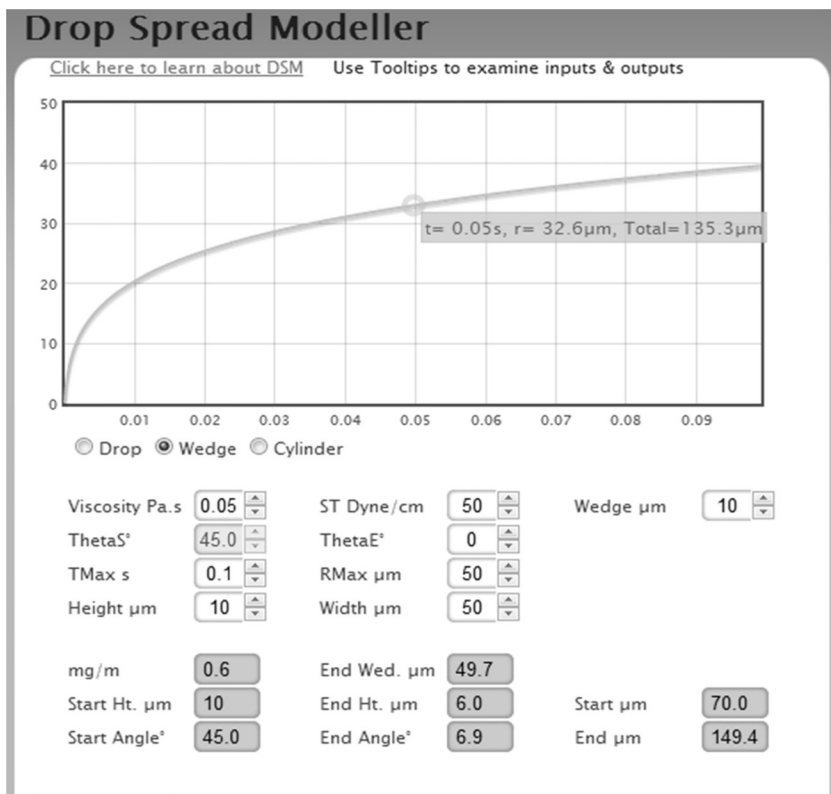 Drop Spread Modeller
Click here to learn about DSM Use Tooltips to examine inputs & outputs
50
40
30
t= 0.05s, r= 32.6μm, Total=135.3μm
20
10
0
0.01 0.02 0.03 0.04 0.05 0.06 0.07 0.08 0.09
Drop Wedge Cylinder
Viscosity Pa.s 0.05 ST Dyne/cm 50 Wedge μm 10
ThetaS° 45.0 ThetaE° 0
TMax s 0.1 RMax μm 50
Height μm 10 Width μm 50
mg/m 0.6 End Wed. μm 49.7
Start Ht. μm 10 End Ht. μm 6.0 Start μm 70.0
Start Angle° 45.0 End Angle° 6.9 End μm 149.4